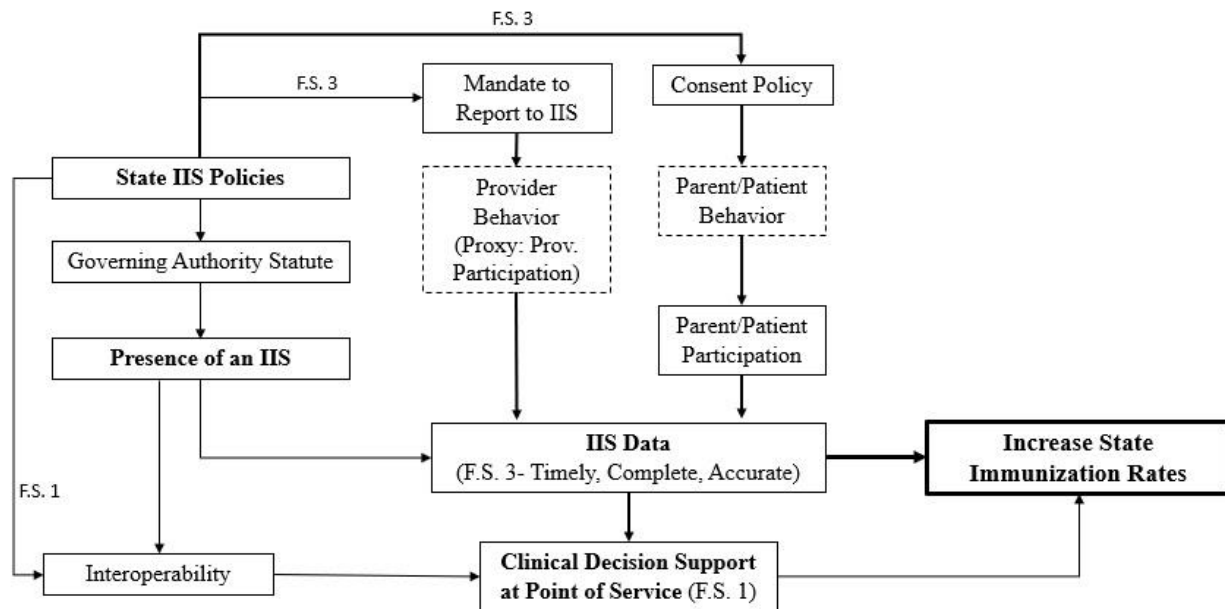 F.S. 3
F.S. 3
Mandate to
Report to IIS
Consent Policy
State IIS Policies
Provider
Behavior
(Proxy: Prov.
Participation)
Parent/Patient
Behavior
Governing Authority Statute
Parent/Patient
Participation
Presence of an IIS
IIS Data
(F.S. 3- Timely, Complete, Accurate)
Increase State
Immunization Rates
F.S. 1
Interoperability
Clinical Decision Support
at Point of Service (F.S. 1)